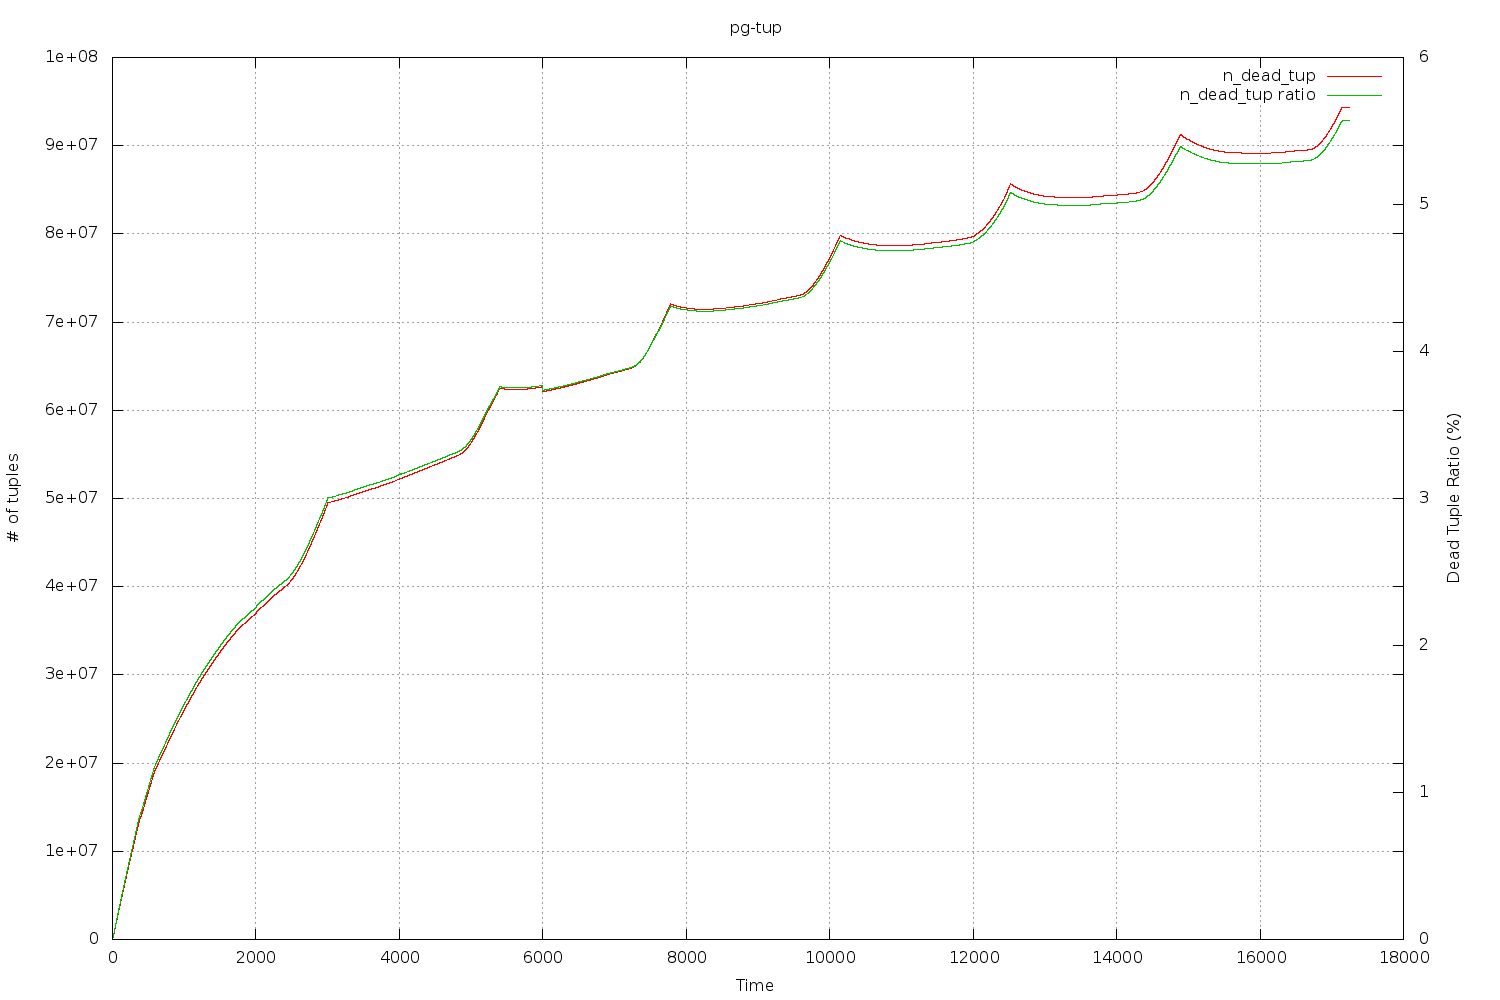 pg-tup
n_dead_tup
n_dead_tup ratio
1e+08
9e+07
8e+07
7e+07
6e+07
5e+07
4e+07
3e+07
2e+07
1e+07
0
# of tuples
6
5
4
3
2
1
0
Dead Tuple Ratio (%)
0 2000 4000 6000 8000 10000 12000 14000 16000 18000
Time